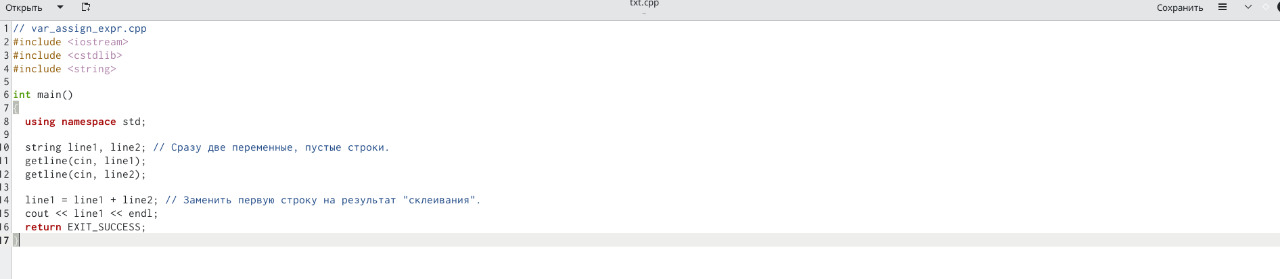 Открыть
txt.cpp
Сохранить
1 // var_assign_expr.cpp
2 #include <iostream>
3 #include <cstdlib>
4 #include <string>
5
6 int main()
7 {
8 using namespace std;
9
10 string line1, line2; // Сразу две переменные, пустые строки.
11 getline(cin, line1);
12 getline(cin, line2);
13
14 line1 = line1 + line2; // Заменить первую строку на результат "склеивания".
15 cout << line1 << endl;
16 return EXIT_SUCCESS;
17 }